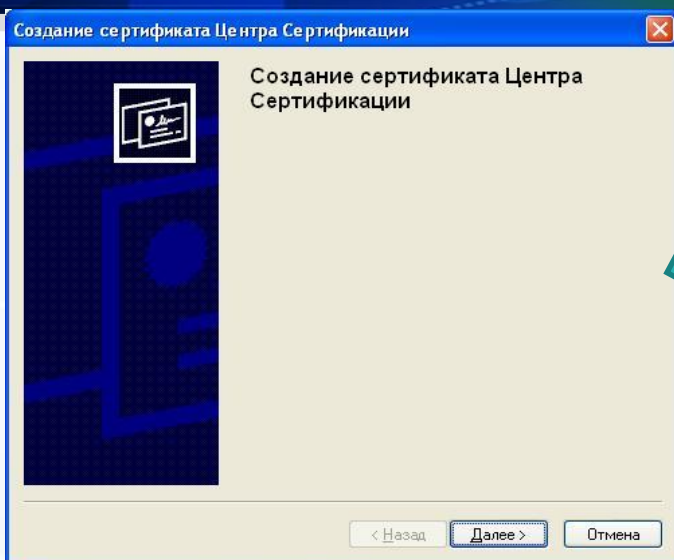 Создание сертификата Центра Сертификации
Создание сертификата Центра
Сертификации
< Назад
Далее >
Отмена